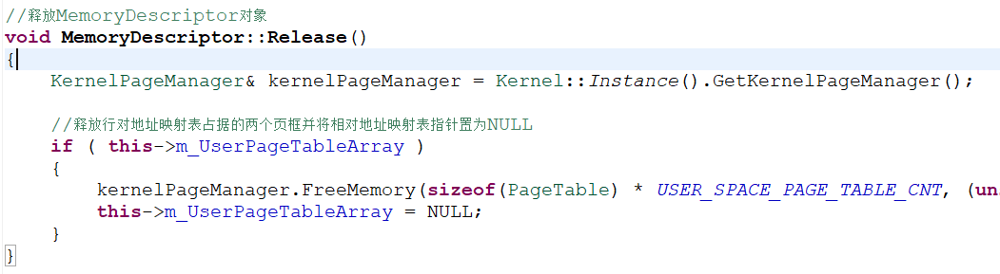 //释放MemoryDescriptor对象
void MemoryDescriptor::Release()
{
KernelPageManager& kernelPageManager = Kernel::Instance().GetKernelPageManager();
//释放行对地址映射表占据的两个页框并将相对地址映射表指针置为NULL
if ( this->m_UserPageTableArray )
{
kernelPageManager.FreeMemory(sizeof(PageTable) * USER_SPACE_PAGE_TABLE_CNT, (un
this->m_UserPageTableArray = NULL;
}
}